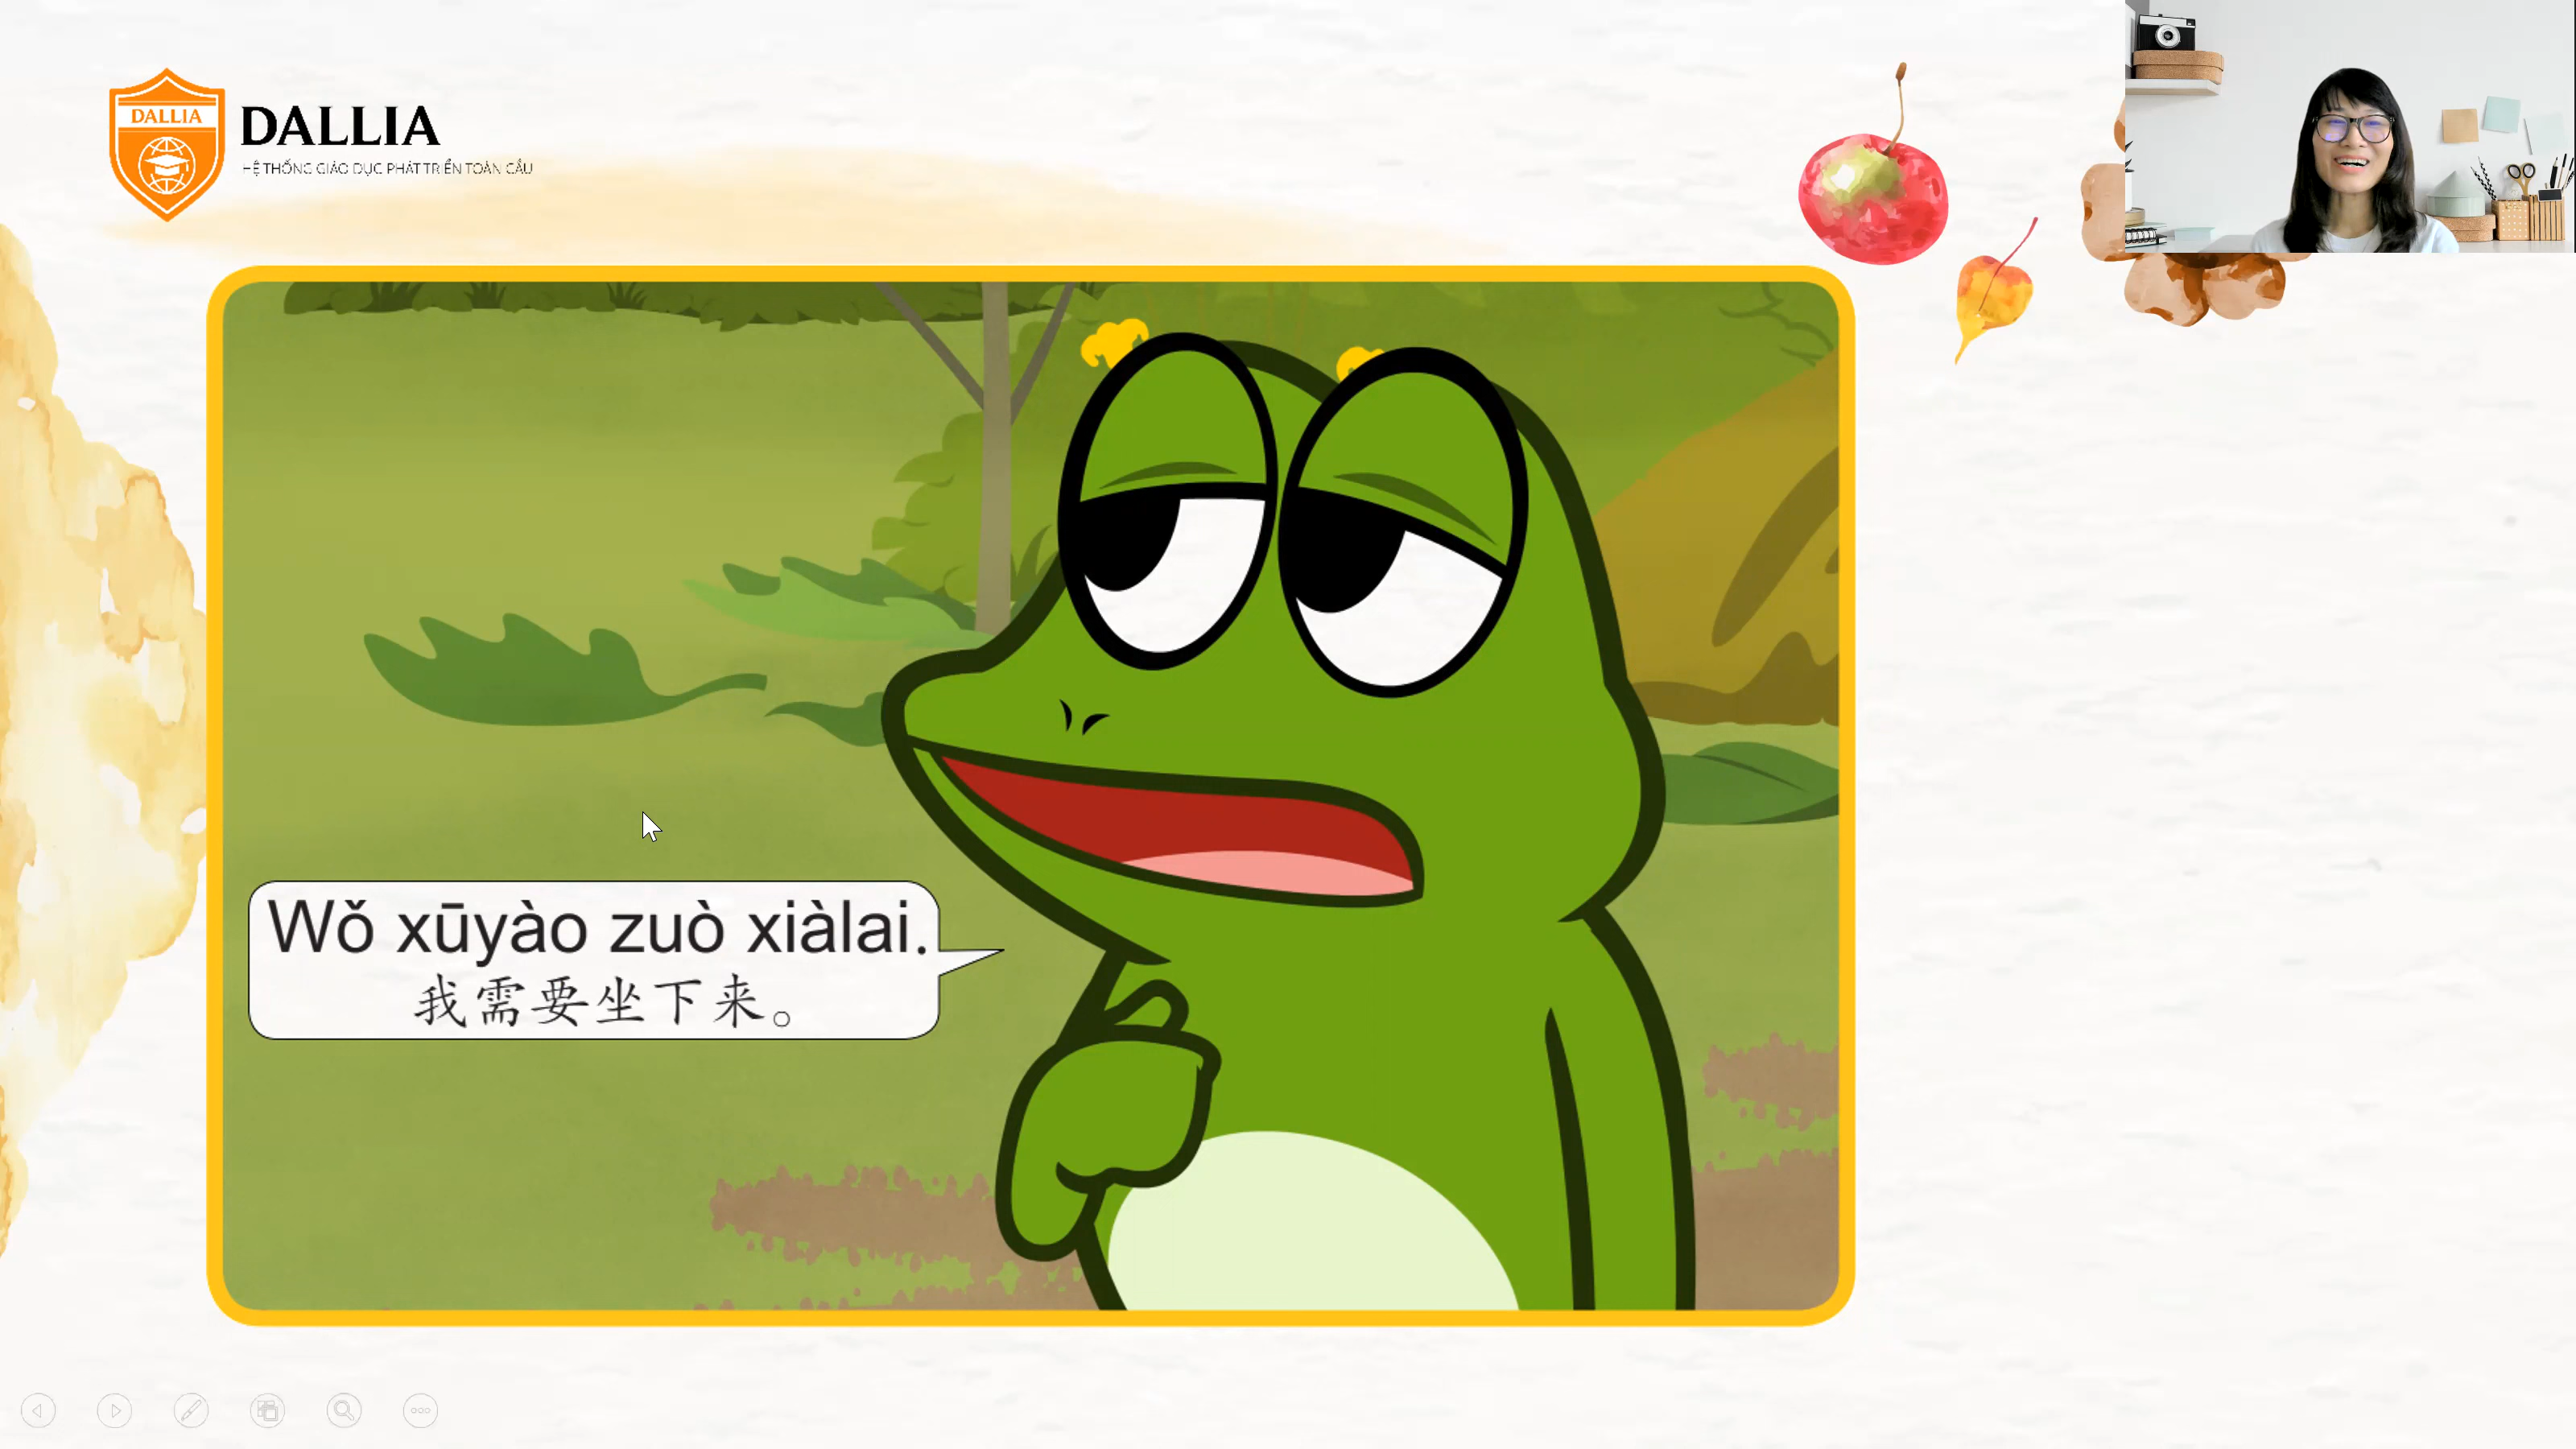 DALLIA
DALLIA
HỆ THỐNG GIÁO DỤC PHÁT TRIỂN TOÀN CẦU
Wǒ xūyào zuò xiàlai.
我需要坐下来。